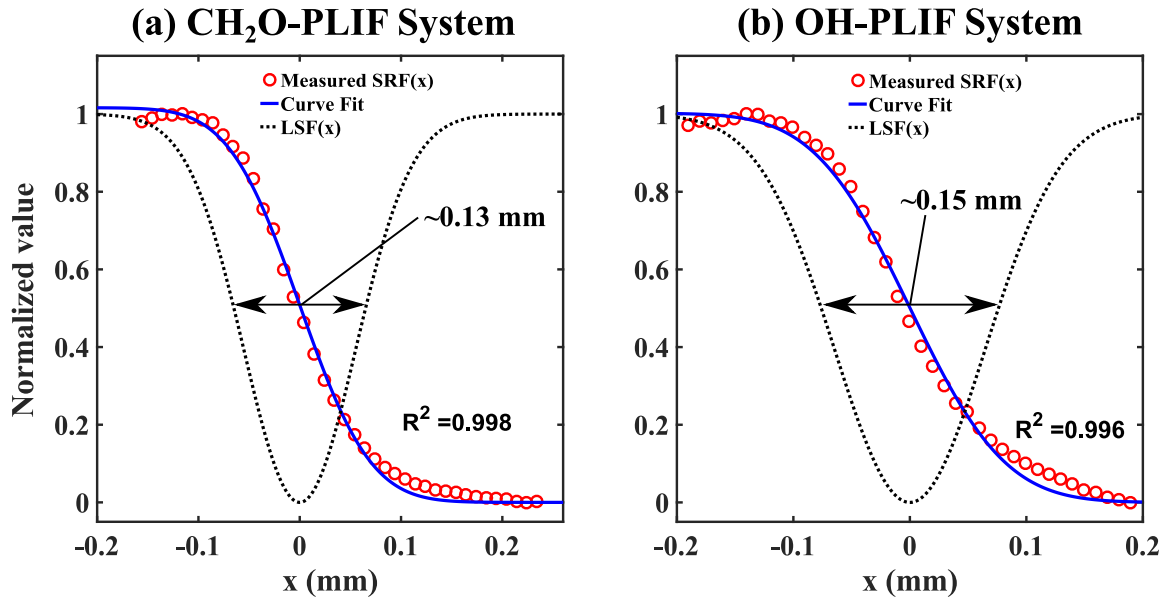 (a) CH₂O-PLIF System
Measured SRF(x)
Curve Fit
LSF(x)
~0.13 mm
R² =0.998
1
0.8
0.6
0.4
0.2
0
Normalized value
-0.2 -0.1 0 0.1 0.2
x (mm)
(b) OH-PLIF System
Measured SRF(x)
Curve Fit
LSF(x)
~0.15 mm
R² =0.996
1
0.8
0.6
0.4
0.2
0
-0.2 -0.1 0 0.1 0.2
x (mm)